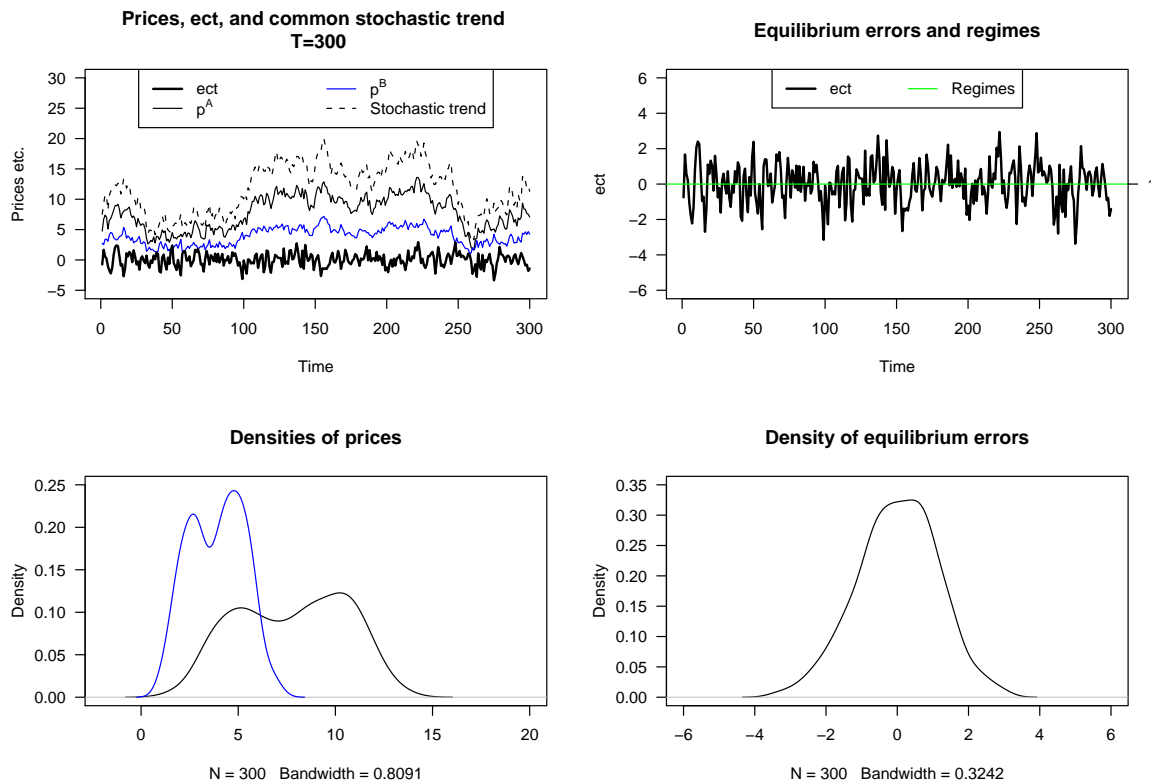 Prices, ect, and common stochastic trend
T=300
30
25
20
15
10
5
0
−5
Prices etc.
ect
p^A
p^B
Stochastic trend
0 50 100 150 200 250 300
Time
Equilibrium errors and regimes
6
4
2
0
−2
−4
−6
ect
ect
Regimes
0 50 100 150 200 250 300
Time
Densities of prices
0.25
0.20
0.15
0.10
0.05
0.00
Density
0 5 10 15 20
N = 300 Bandwidth = 0.8091
Density of equilibrium errors
0.35
0.30
0.25
0.20
0.15
0.10
0.05
0.00
Density
−6 −4 −2 0 2 4 6
N = 300 Bandwidth = 0.3242